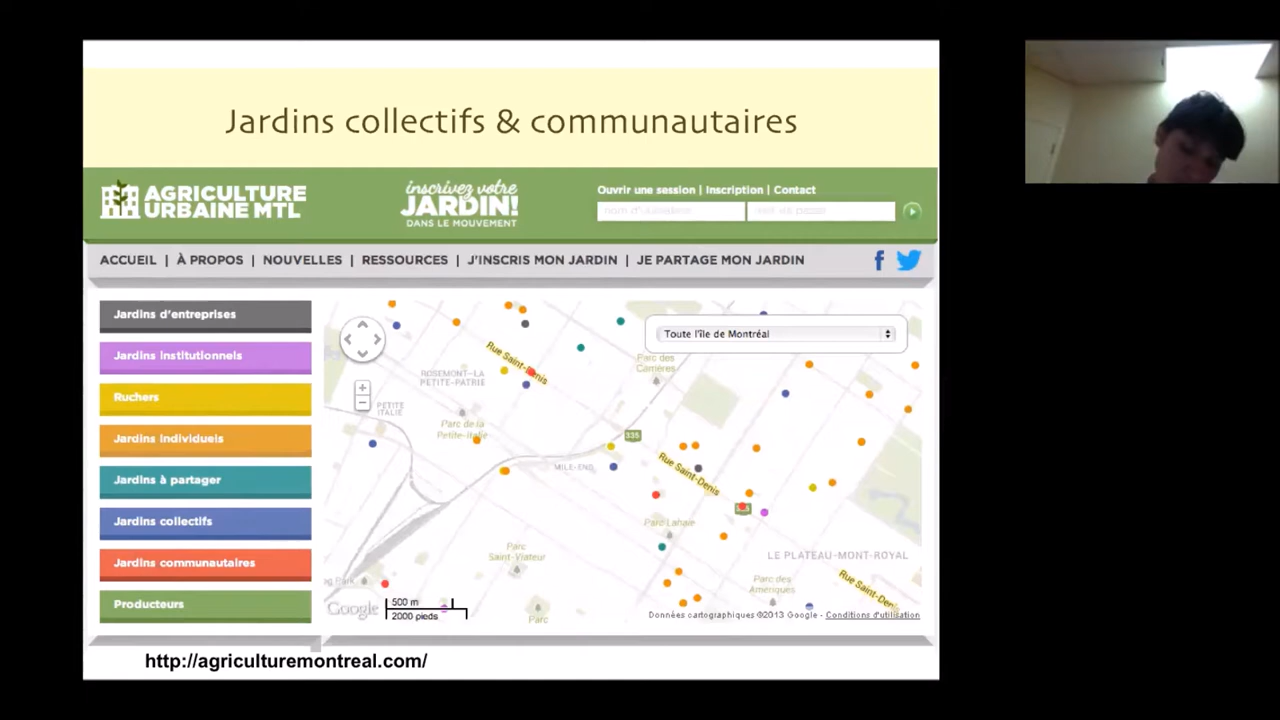 Jardins collectifs & communautaires
AGRICULTURE
URBAINE MTL
inscrivez votre
JARDIN!
DANS LE MOUVEMENT
Ouvrir une session | Inscription | Contact
ACCUEIL | À PROPOS | NOUVELLES | RESSOURCES | J'INSCRIS MON JARDIN | JE PARTAGE MON JARDIN
Jardins d'entreprises
Jardins institutionnels
Ruchers
Jardins individuels
Jardins à partager
Jardins collectifs
Jardins communautaires
Producteurs
Toute l'île de Montréal
Rue Saint-Denis
ROSEMONT–LA
PETITE-PATRIE
Parc des
Carrières
PETITE
ITALIE
Parc de la
Petite-Italie
335
MILE-END
Rue Saint-Denis
Parc Lahaie
Parc
Saint-Viateur
LE PLATEAU-MONT-ROYAL
Parc des
Amériques
Rue Saint-Denis
Park
Google
500 m
2000 pieds
Parc
Données cartographiques ©2013 Google - Conditions d'utilisation
http://agriculturemontreal.com/